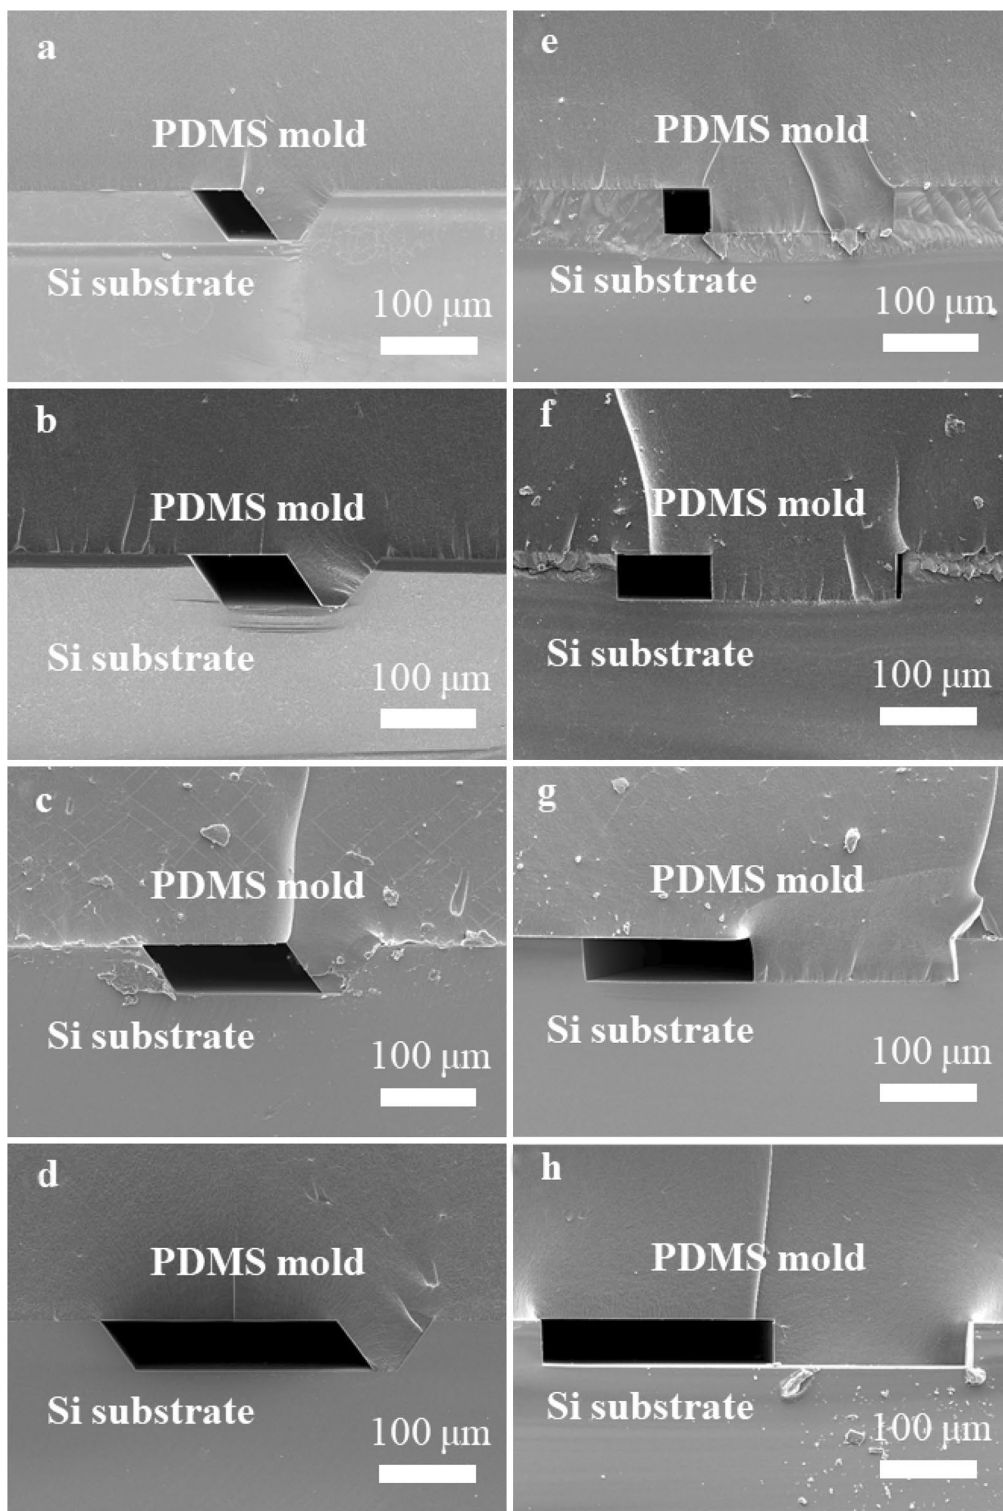 a
PDMS mold
Si substrate
100 μm
e
PDMS mold
Si substrate
100 μm
b
PDMS mold
Si substrate
100 μm
f
PDMS mold
Si substrate
100 μm
c
PDMS mold
Si substrate
100 μm
g
PDMS mold
Si substrate
100 μm
d
PDMS mold
Si substrate
100 μm
h
PDMS mold
Si substrate
100 μm